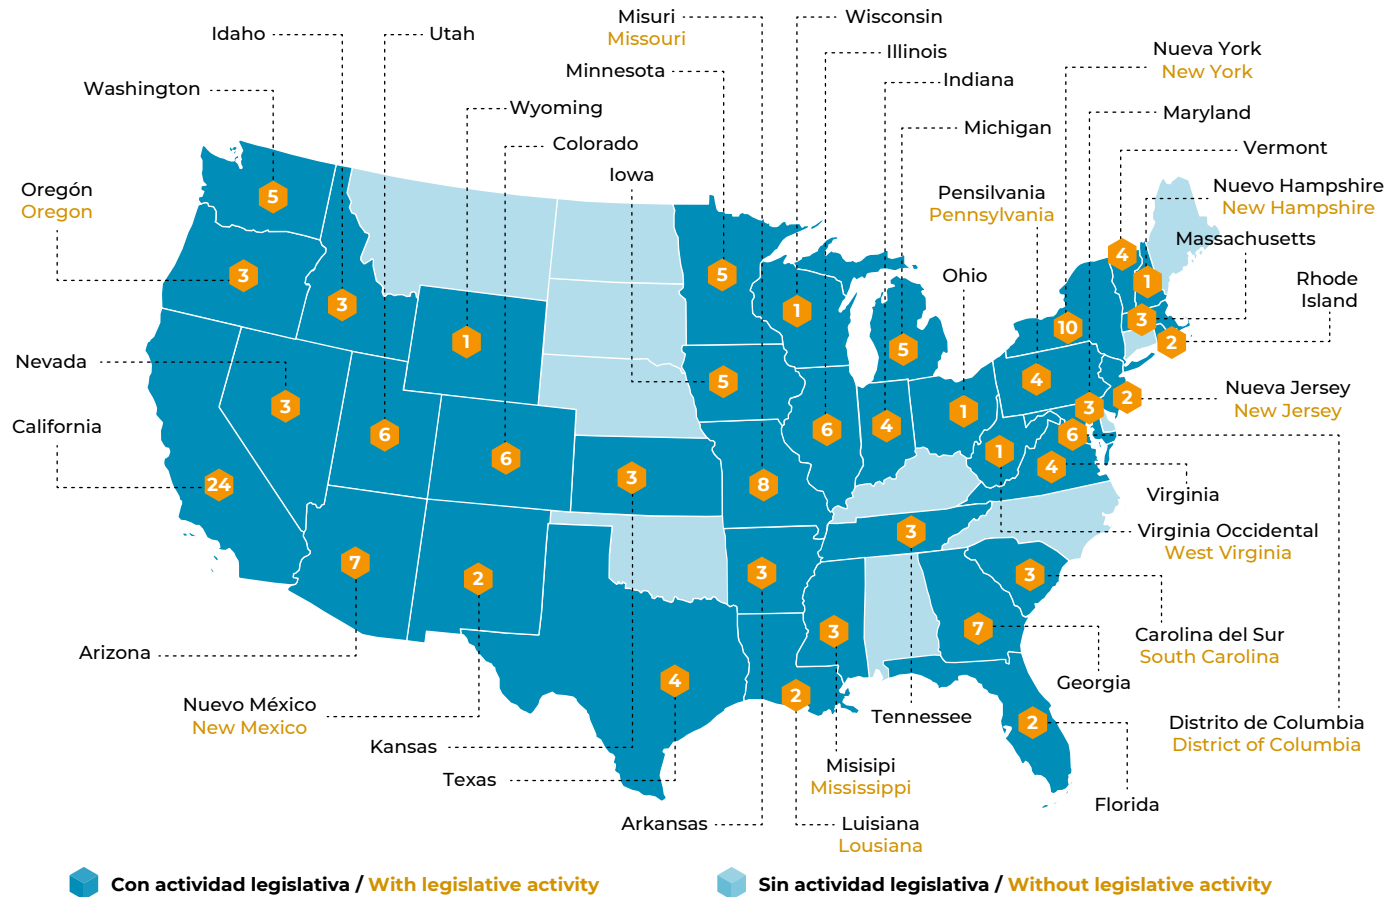 Misuri
Missouri
Wisconsin
Idaho
Utah
Illinois
Nueva York
New York
Minnesota
Indiana
Washington
Wyoming
Maryland
Michigan
Colorado
Vermont
Iowa
Oregón
Oregon
Pensilvania
Pennsylvania
Nuevo Hampshire
New Hampshire
Massachusetts
Ohio
Rhode
Island
Nevada
Nueva Jersey
New Jersey
California
Virginia
Virginia Occidental
West Virginia
Carolina del Sur
South Carolina
Arizona
Georgia
Nuevo México
New Mexico
Tennessee
Distrito de Columbia
District of Columbia
Kansas
Texas
Misisipi
Mississippi
Florida
Arkansas
Luisiana
Lousiana
5
3
3
1
5
1
5
4
1
10
3
2
3
6
6
5
6
4
1
4
3
2
6
24
3
8
1
4
7
2
3
3
3
3
7
4
2
2
Con actividad legislativa / With legislative activity
Sin actividad legislativa / Without legislative activity